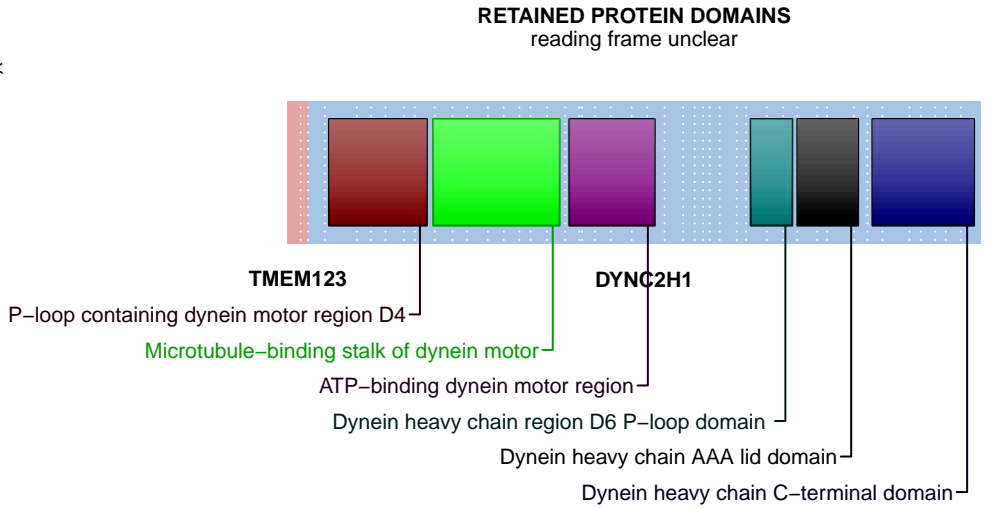 RETAINED PROTEIN DOMAINS
reading frame unclear
TMEM123
DYNC2H1
P−loop containing dynein motor region D4
Microtubule−binding stalk of dynein motor
ATP−binding dynein motor region
Dynein heavy chain region D6 P−loop domain
Dynein heavy chain AAA lid domain
Dynein heavy chain C−terminal domain